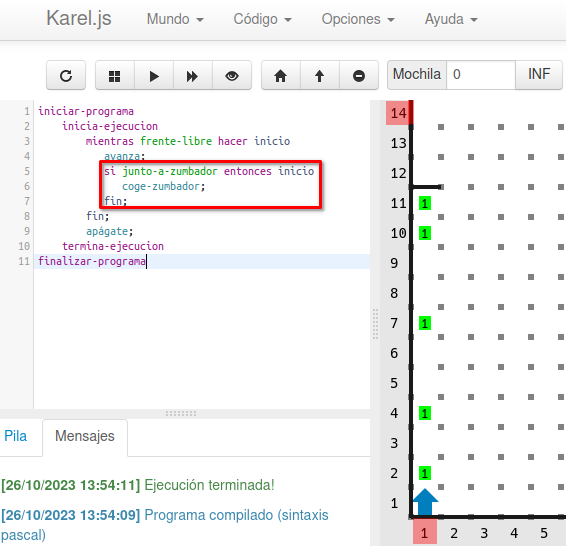 Karel.js
Mundo Código Opciones Ayuda
Mochila 0 INF
1 iniciar-programa
2 inicia-ejecucion
3 mientras frente-libre hacer inicio
4 avanza;
5 si junto-a-zumbador entonces inicio
6 coge-zumbador;
7 fin;
8 fin;
9 apágate;
10 termina-ejecucion
11 finalizar-programa
Pila Mensajes
[26/10/2023 13:54:11] Ejecución terminada!
[26/10/2023 13:54:09] Programa compilado (sintaxis
pascal)
14
13
12
11 1
10 1
9
8
7 1
6
5
4 1
3
2 1
1
1 2 3 4 5